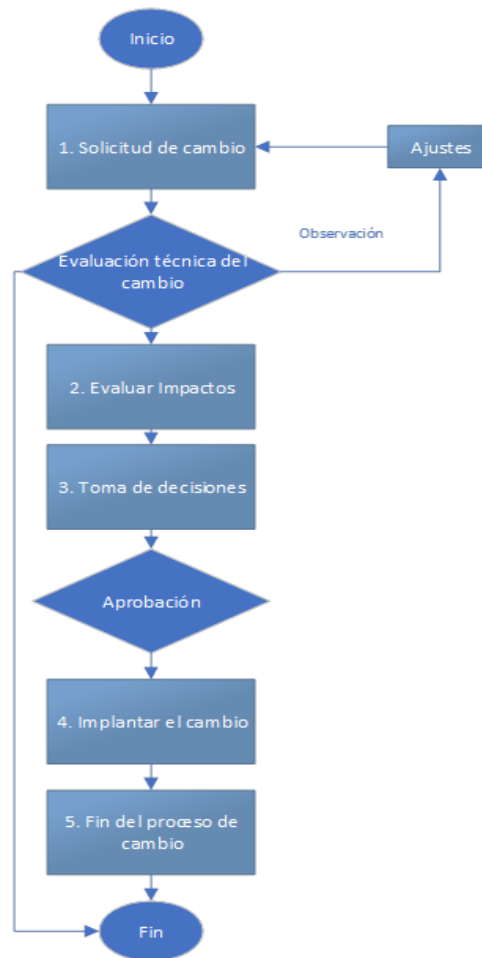 Inicio
1. Solicitud de cambio
Ajustes
Observación
Evaluación técnica del
cambio
2. Evaluar Impactos
3. Toma de decisiones
Aprobación
4. Implantar el cambio
5. Fin del proceso de
cambio
Fin